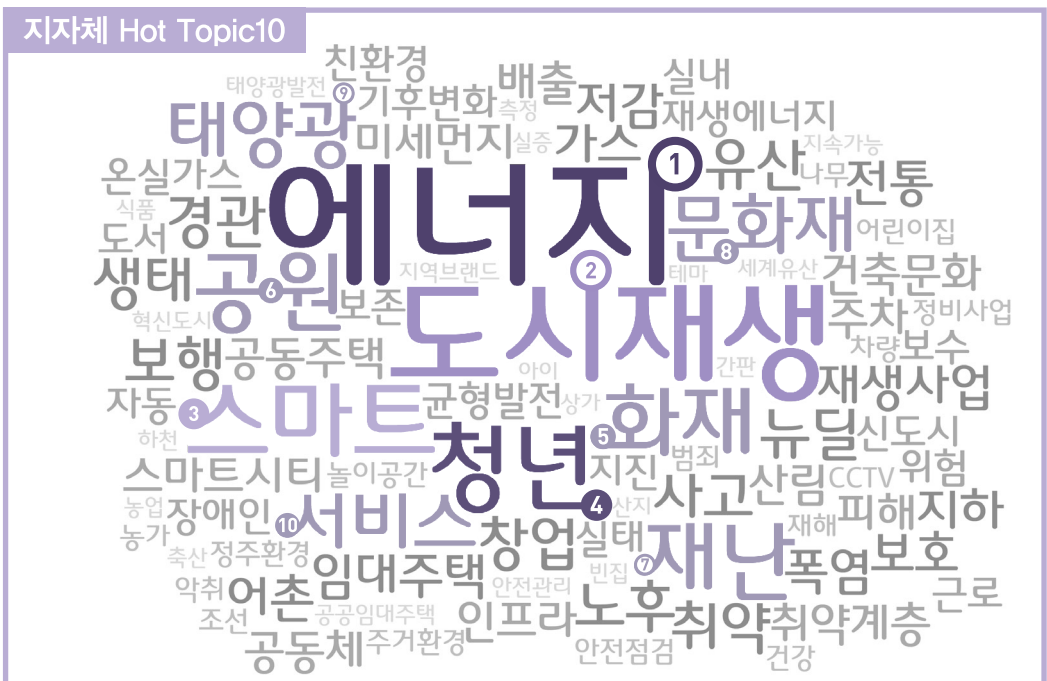 지자체 Hot Topic10
친환경 배출 실내
태양광발전 ⑨ 기후변화 측정 저감 재생에너지
태양광 미세먼지 실증 가스 ① 유산 지속가능
온실가스 에너지 나무 전통
식품 경관 문화재 어린이집
도서 ⑧
생태 공원 ⑥ 지역브랜드 ② 테마 세계유산 건축문화
혁신도시 보존 도시재생 주차 정비사업
보행 공동주택 아이 간판 차량 보수
자동 ③ 스마트 균형발전 상가 재생사업
하천 청년 ⑤ 화재 뉴딜 신도시
스마트시티 놀이공간 지진 범죄 산림 CCTV 위험
농업 장애인 ⑩ 서비스 ④ 산지 사고 피해 지하
농가 창업 실태 재난 재해
축산 정주환경 ⑦ 폭염 보호
악취 어촌 임대주택 안전관리 빈집 근로
조선 공공임대주택 인프라 노후 취약 취약계층
공동체 주거환경 안전점검 건강